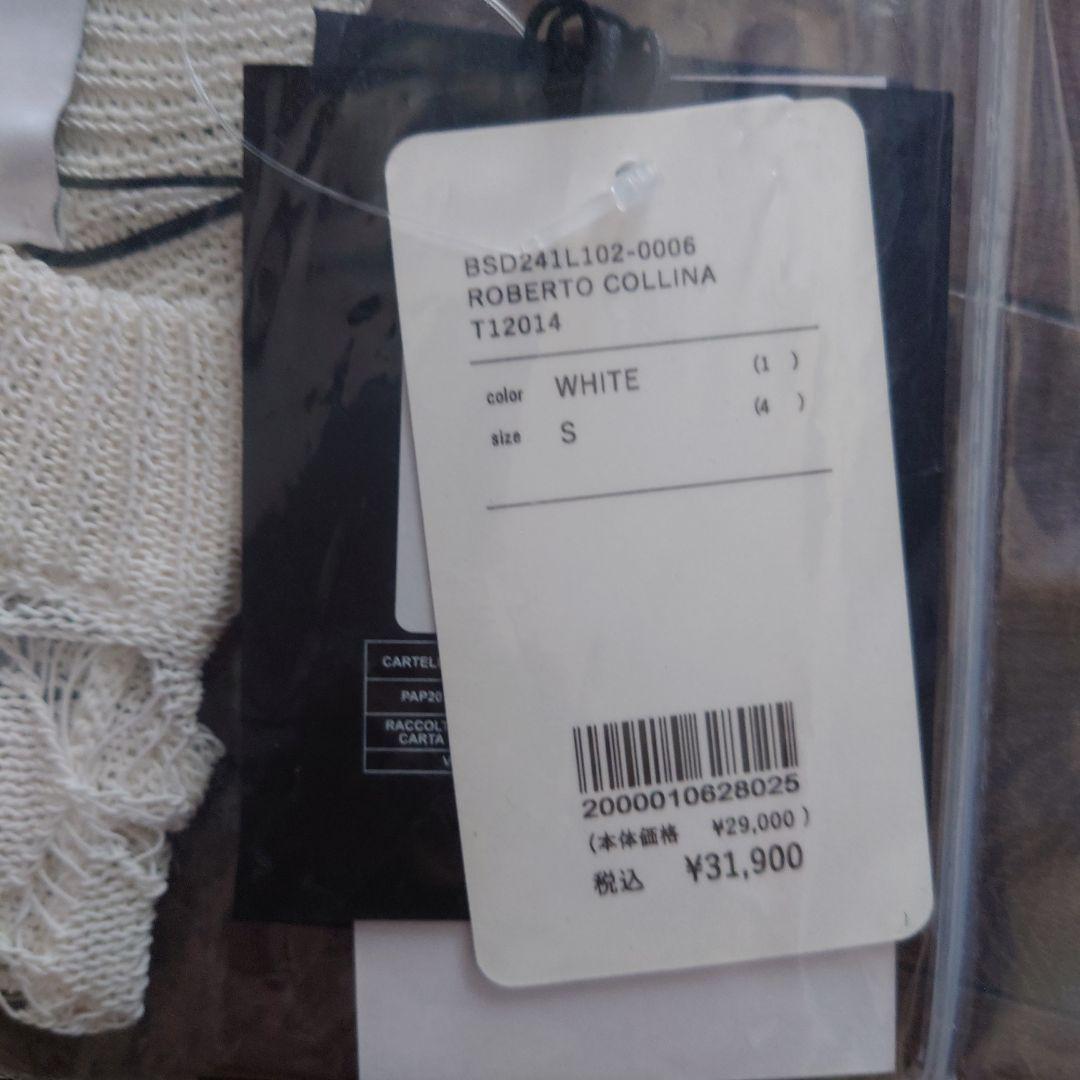 BSD241L102-0006
ROBERTO COLLINA
T12014
color WHITE (1 )
size S (4 )
CARTEL
PAP20
RACCOLT
CARTA
2000010628025
(本体価格 ¥29,000 )
税込 ¥31,900